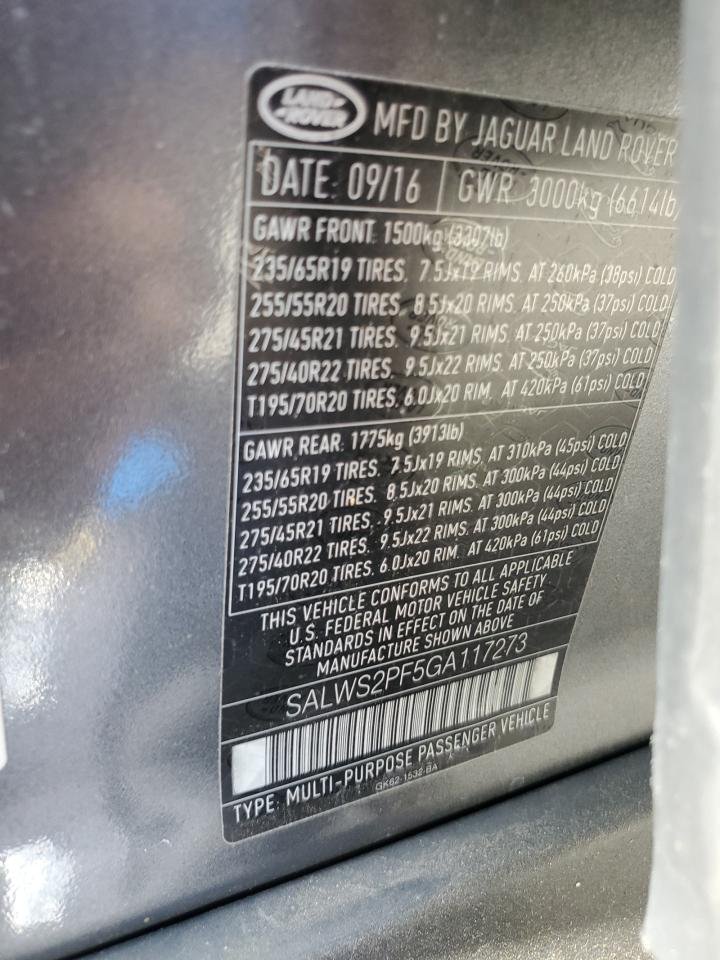 LAND ROVER
MFD BY JAGUAR LAND ROVER
DATE: 09/16 GWR 3000kg (6614lb)
GAWR FRONT: 1500kg (3307lb)
235/65R19 TIRES. 7.5Jx19 RIMS. AT 260kPa (38psi) COLD
255/55R20 TIRES. 8.5Jx20 RIMS. AT 250kPa (37psi) COLD
275/45R21 TIRES. 9.5Jx21 RIMS. AT 250kPa (37psi) COLD
275/40R22 TIRES. 9.5Jx22 RIMS. AT 250kPa (37psi) COLD
T195/70R20 TIRES. 6.0Jx20 RIM. AT 420kPa (61psi) COLD
GAWR REAR: 1775kg (3913lb)
235/65R19 TIRES. 7.5Jx19 RIMS. AT 310kPa (45psi) COLD
255/55R20 TIRES. 8.5Jx20 RIMS. AT 300kPa (44psi) COLD
275/45R21 TIRES. 9.5Jx21 RIMS. AT 300kPa (44psi) COLD
275/40R22 TIRES. 9.5Jx22 RIMS. AT 300kPa (44psi) COLD
T195/70R20 TIRES. 6.0Jx20 RIM. AT 420kPa (61psi) COLD
THIS VEHICLE CONFORMS TO ALL APPLICABLE
U.S. FEDERAL MOTOR VEHICLE SAFETY
STANDARDS IN EFFECT ON THE DATE OF
MANUFACTURE SHOWN ABOVE
SALWS2PF5GA117273
TYPE: MULTI-PURPOSE PASSENGER VEHICLE
GK62-1532-BA